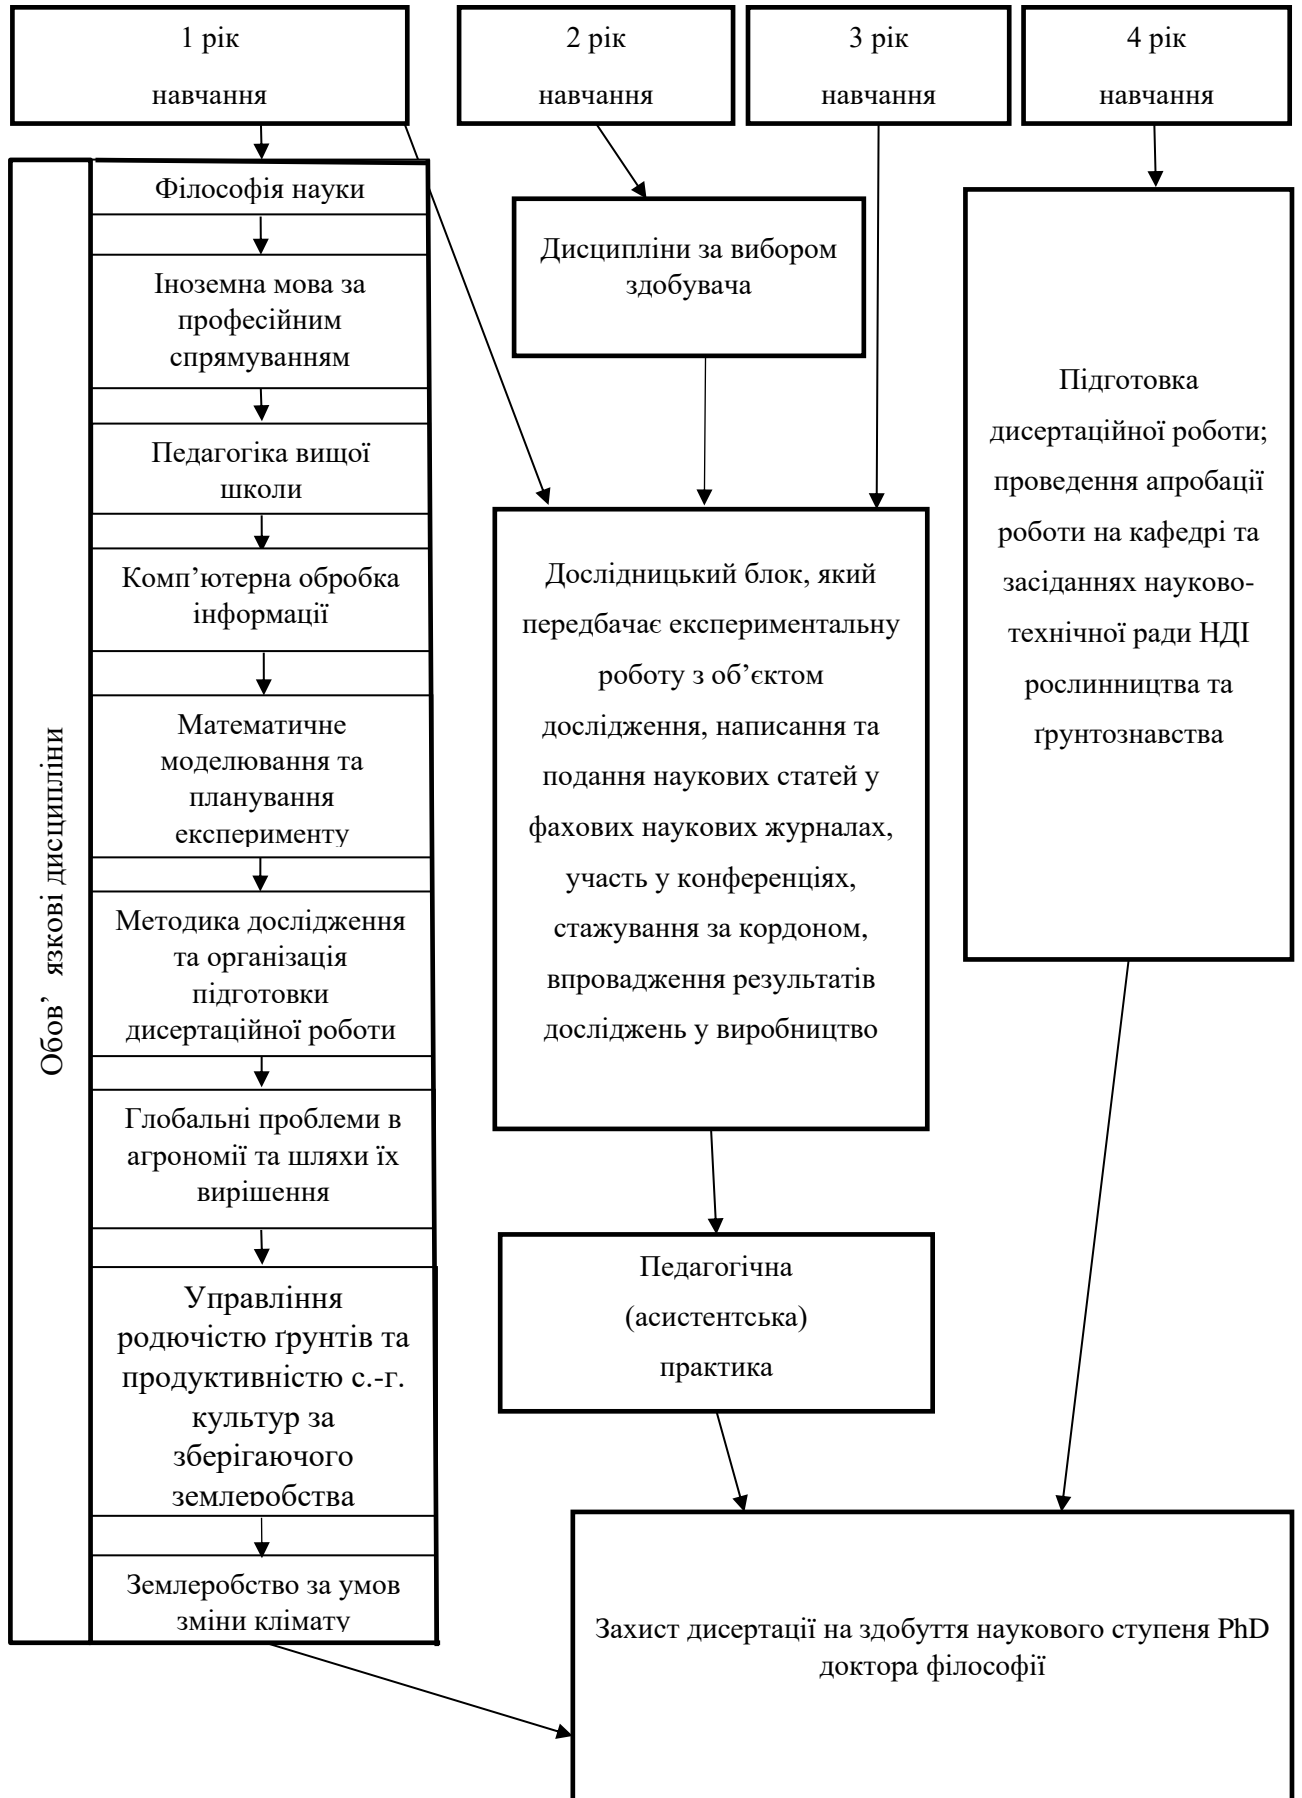 1 рік
навчання
2 рік
навчання
3 рік
навчання
4 рік
навчання
Обов’ язкові дисципліни
Філософія науки
Іноземна мова за
професійним
спрямуванням
Педагогіка вищої
школи
Комп’ютерна обробка
інформації
Математичне
моделювання та
планування
експерименту
Методика дослідження
та організація
підготовки
дисертаційної роботи
Глобальні проблеми в
агрономії та шляхи їх
вирішення
Управління
родючістю ґрунтів та
продуктивністю с.-г.
культур за
зберігаючого
землеробства
Землеробство за умов
зміни клімату
Дисципліни за вибором
здобувача
Дослідницький блок, який
передбачає експериментальну
роботу з об’єктом
дослідження, написання та
подання наукових статей у
фахових наукових журналах,
участь у конференціях,
стажування за кордоном,
впровадження результатів
досліджень у виробництво
Педагогічна
(асистентська)
практика
Підготовка
дисертаційної роботи;
проведення апробації
роботи на кафедрі та
засіданнях науково-
технічної ради НДІ
рослинництва та
ґрунтознавства
Захист дисертації на здобуття наукового ступеня PhD
доктора філософії